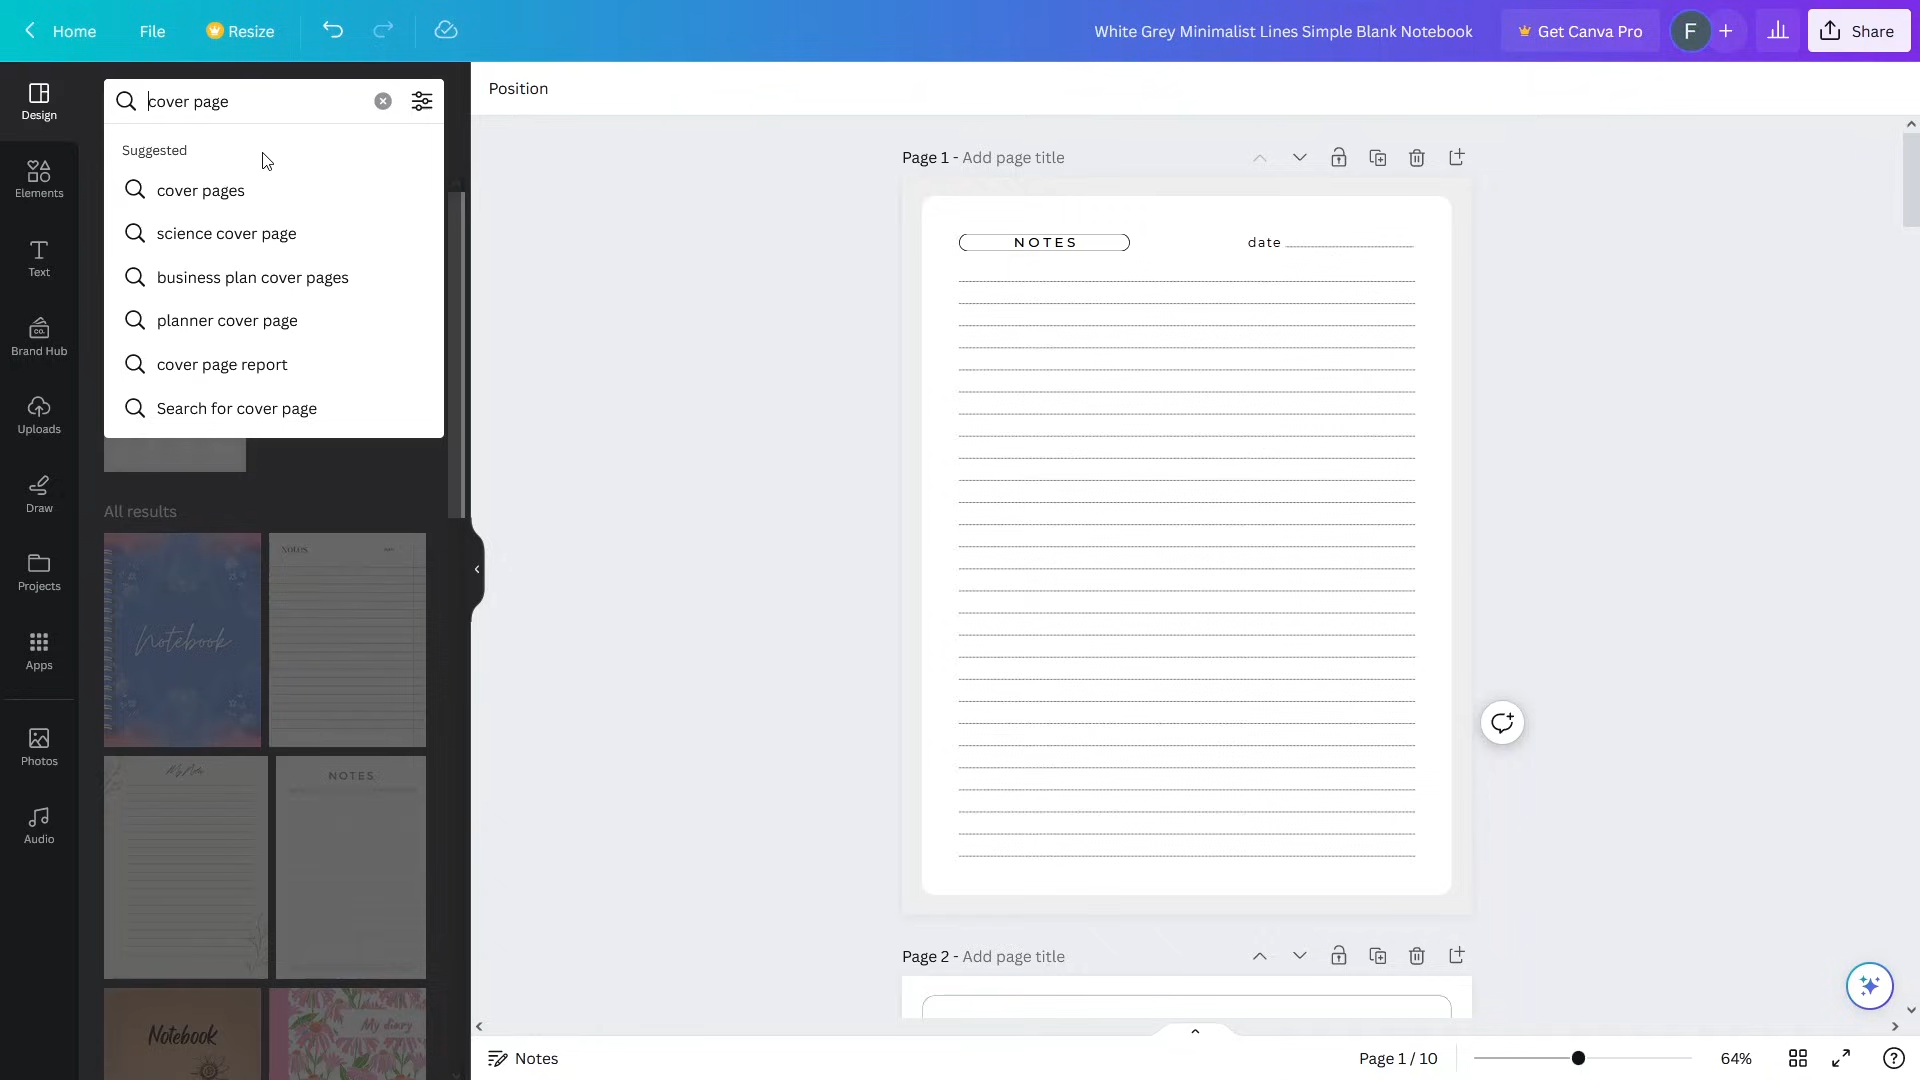 Home File Resize White Grey Minimalist Lines Simple Blank Notebook Get Canva Pro F Share
Design
Elements
Text
Brand Hub
Uploads
Draw
Projects
Apps
Photos
Audio
cover page
Suggested
cover pages
science cover page
business plan cover pages
planner cover page
cover page report
Search for cover page
All results
Notebook
NOTES
NOTES
Notebook
My diary
Position
Page 1 - Add page title
NOTES date
Page 2 - Add page title
Notes Page 1 / 10 64%